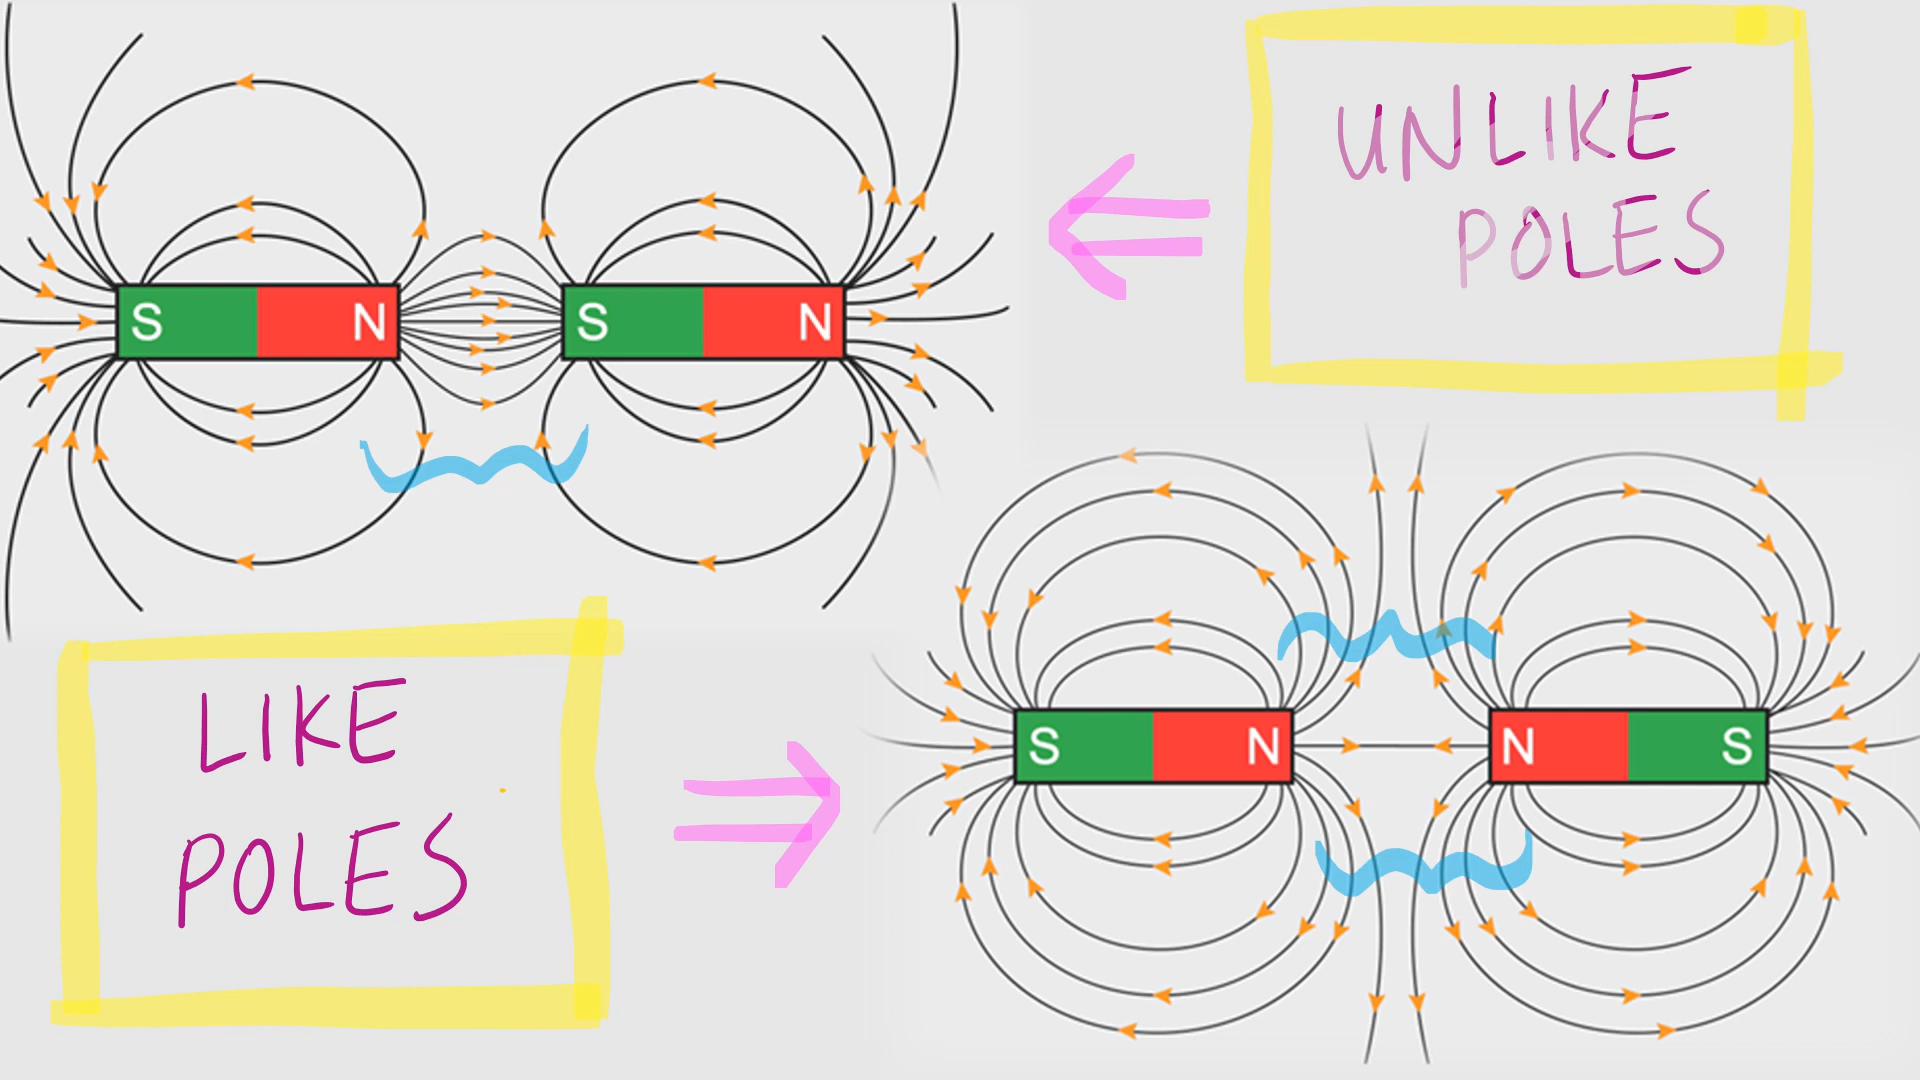 UNLIKE
POLES
S N S N
LIKE
POLES
S N N S